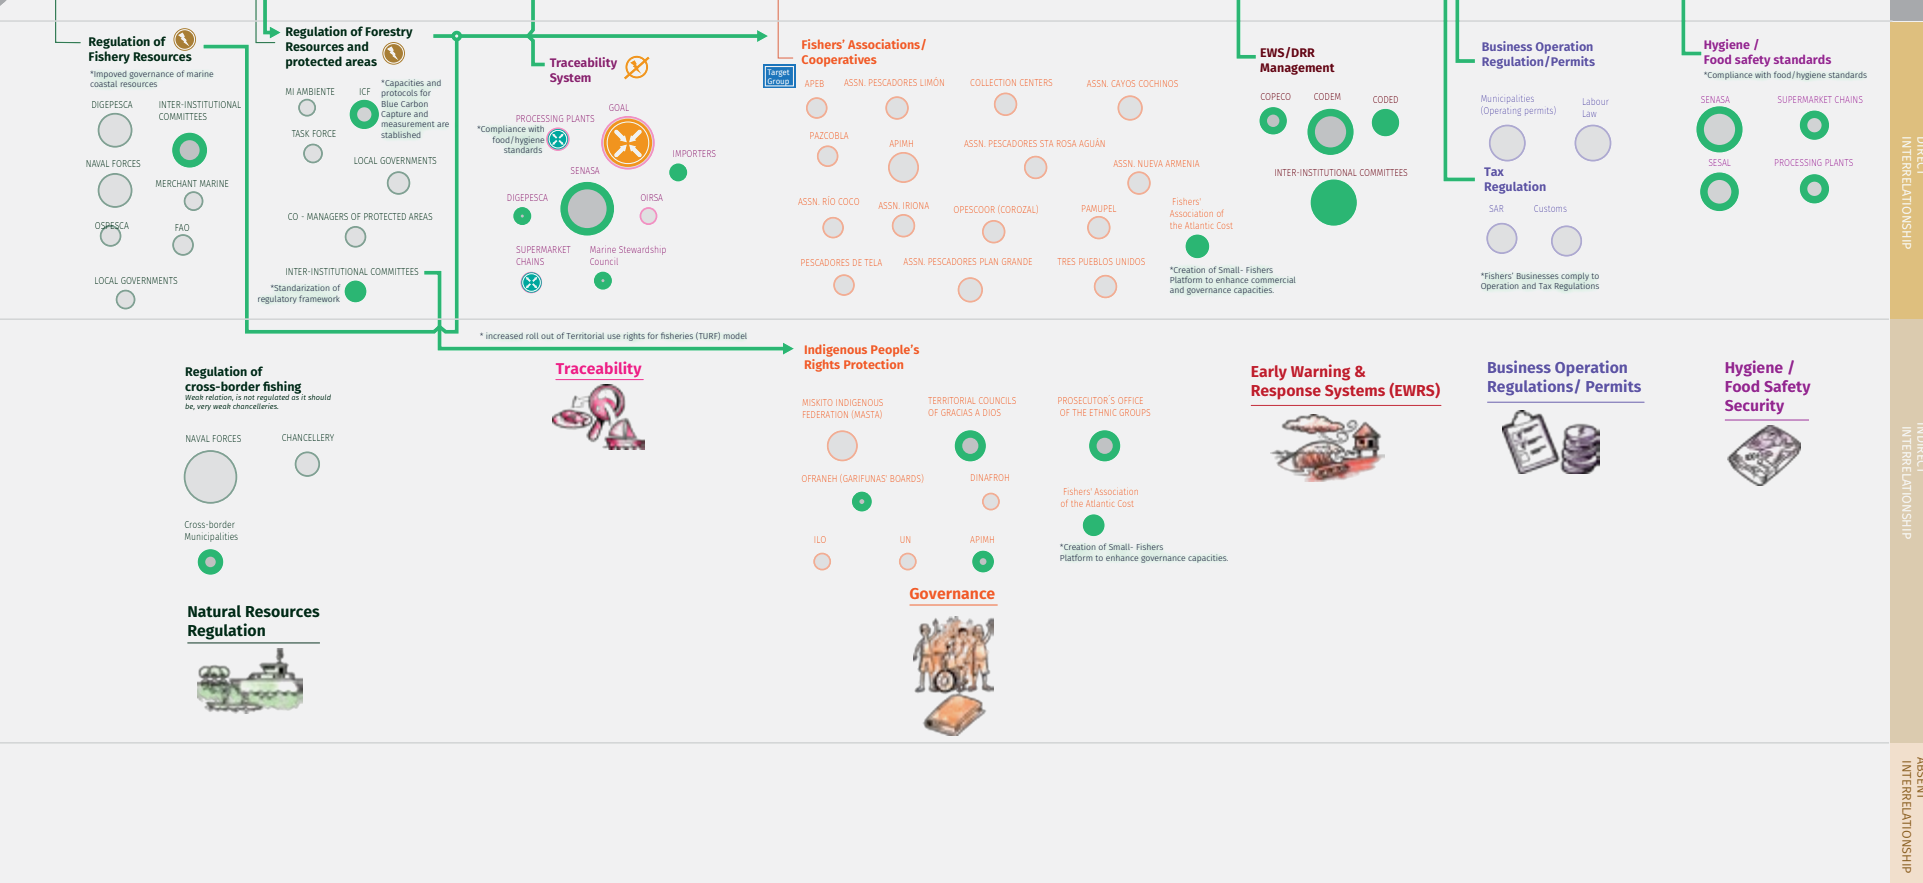 Regulation of
Fishery Resources
*Impoved governance of marine
coastal resources
DIGEPESCA
INTER-INSTITUTIONAL
COMMITTEES
NAVAL FORCES
MERCHANT MARINE
OSPESCA
FAO
LOCAL GOVERNMENTS
Regulation of Forestry
Resources and
protected areas
*Capacities and
protocols for
Blue Carbon
Capture and
measurement are
stablished
MI AMBIENTE
ICF
TASK FORCE
LOCAL GOVERNMENTS
CO - MANAGERS OF PROTECTED AREAS
INTER-INSTITUTIONAL COMMITTEES
*Standarization of
regulatory framework
Traceability
System
GOAL
PROCESSING PLANTS
*Compliance with
food/hygiene
standards
IMPORTERS
SENASA
DIGEPESCA
OIRSA
SUPERMARKET
CHAINS
Marine Stewardship
Council
Target
Group
Fishers' Associations/
Cooperatives
APEB
ASSN. PESCADORES LIMÓN
COLLECTION CENTERS
ASSN. CAYOS COCHINOS
PAZCOBLA
APIMH
ASSN. PESCADORES STA ROSA AGUÁN
ASSN. NUEVA ARMENIA
ASSN. RÍO COCO
ASSN. IRIONA
OPESCOOR (COROZAL)
PAMUPEL
Fishers'
Association of
the Atlantic Cost
PESCADORES DE TELA
ASSN. PESCADORES PLAN GRANDE
TRES PUEBLOS UNIDOS
*Creation of Small- Fishers
Platform to enhance commercial
and governance capacities.
EWS/DRR
Management
COPECO
CODEM
CODED
INTER-INSTITUTIONAL COMMITTEES
Business Operation
Regulation/Permits
Municipalities
(Operating permits)
Labour
Law
Tax
Regulation
SAR
Customs
*Fishers' Businesses comply to
Operation and Tax Regulations
Hygiene /
Food safety standards
*Compliance with food/hygiene standards
SENASA
SUPERMARKET CHAINS
SESAL
PROCESSING PLANTS
DIRECT
INTERRELATIONSHIP
* increased roll out of Territorial use rights for fisheries (TURF) model
Regulation of
cross-border fishing
Weak relation, is not regulated as it should
be, very weak chancelleries.
NAVAL FORCES
CHANCELLERY
Cross-border
Municipalities
Natural Resources
Regulation
Traceability
Indigenous People's
Rights Protection
MISKITO INDIGENOUS
FEDERATION (MASTA)
TERRITORIAL COUNCILS
OF GRACIAS A DIOS
PROSECUTOR´S OFFICE
OF THE ETHNIC GROUPS
OFRANEH (GARIFUNAS' BOARDS)
DINAFROH
Fishers' Association
of the Atlantic Cost
ILO
UN
APIMH
*Creation of Small- Fishers
Platform to enhance governance capacities.
Governance
Early Warning &
Response Systems (EWRS)
Business Operation
Regulations/ Permits
Hygiene /
Food Safety
Security
INDIRECT
INTERRELATIONSHIP
ABSENT
INTERRELATIONSHIP